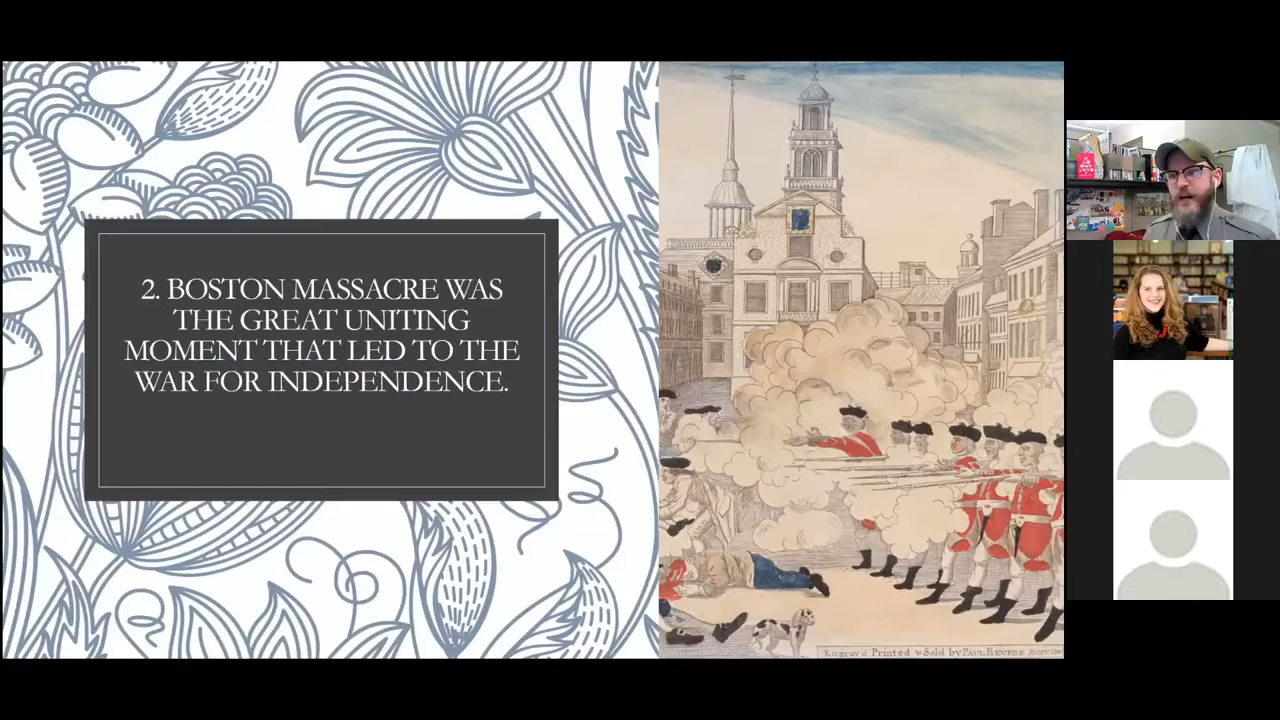 2. BOSTON MASSACRE WAS
THE GREAT UNITING
MOMENT THAT LED TO THE
WAR FOR INDEPENDENCE.
Engrav'd Printed & Sold by PAUL REVERE BOSTON